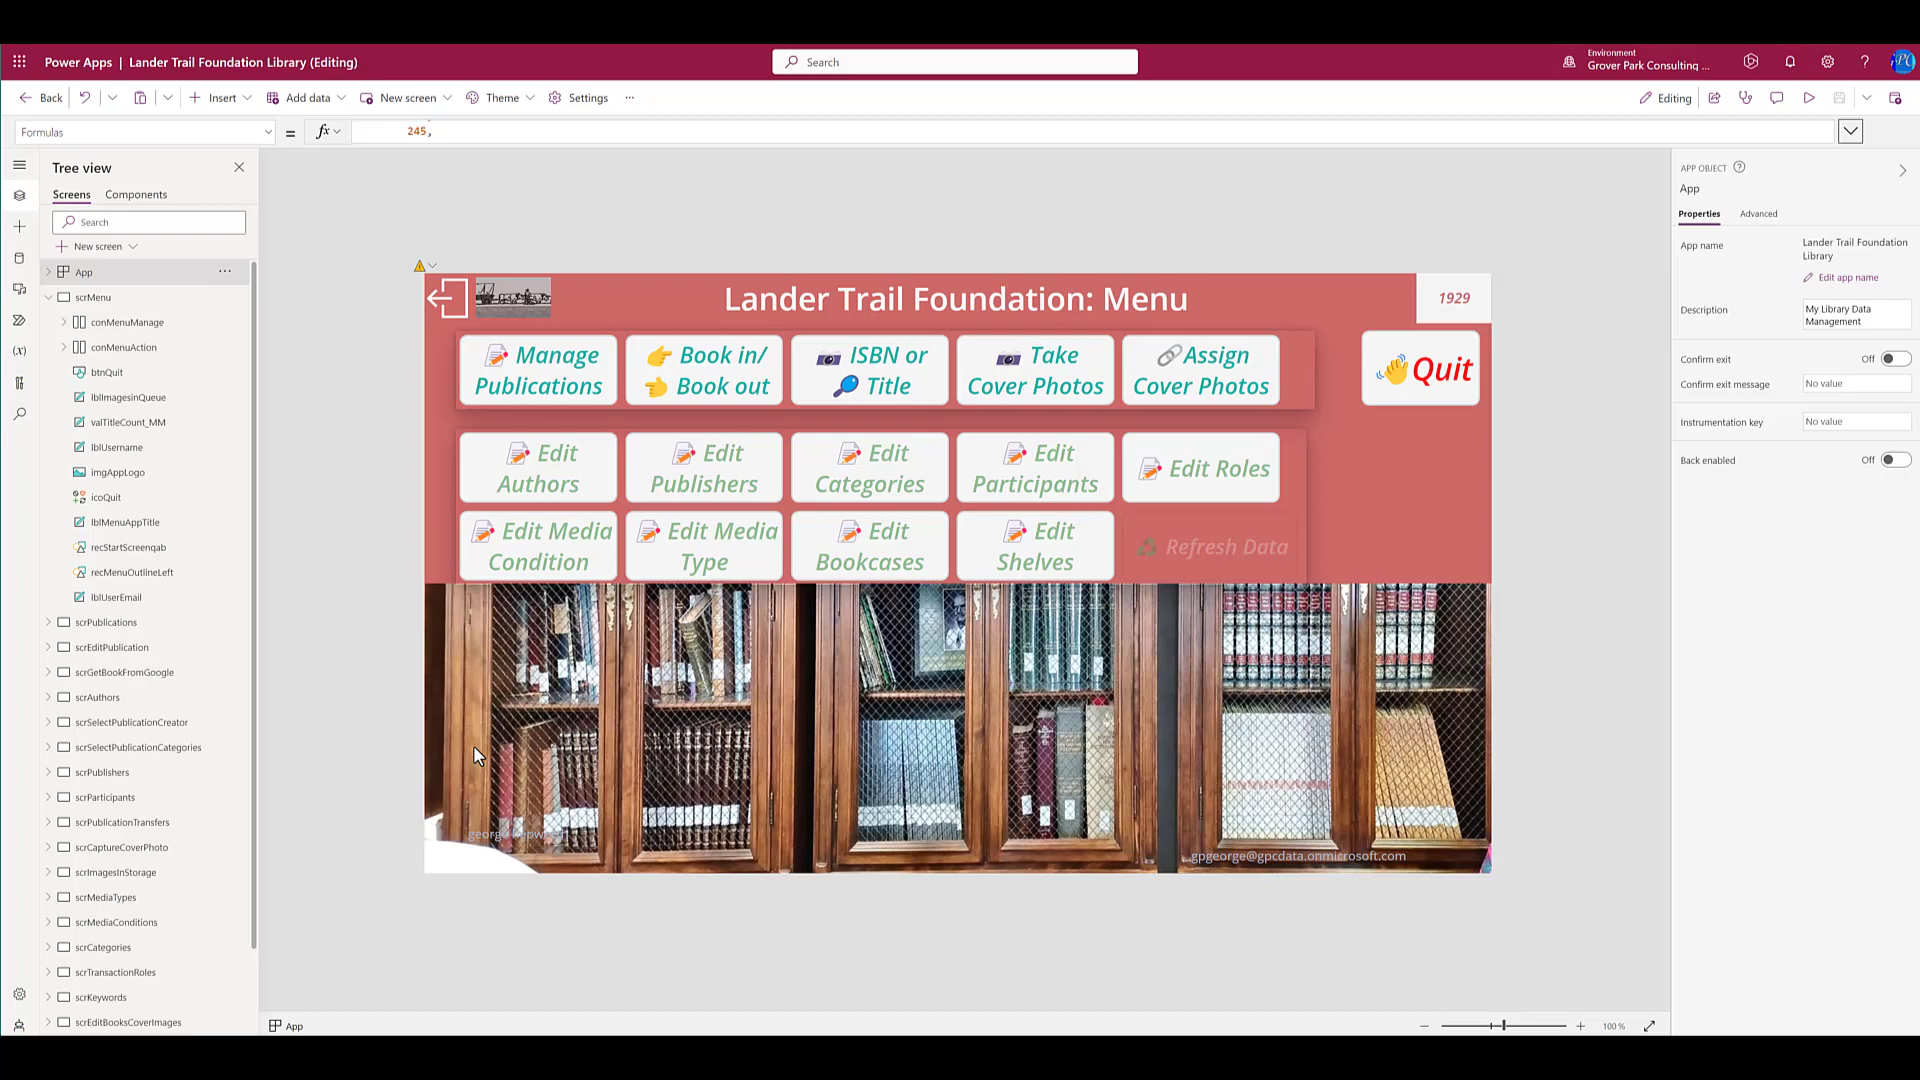 Power Apps | Lander Trail Foundation Library (Editing)
Search
Environment
Grover Park Consulting ...
Back
Insert
Add data
New screen
Theme
Settings
...
Editing
Formulas
=
fx
245,
Tree view
Screens
Components
Search
New screen
App
...
scrMenu
conMenuManage
conMenuAction
btnQuit
lblImagesinQueue
valTitleCount_MM
lblUsername
imgAppLogo
icoQuit
lblMenuAppTitle
recStartScreenqab
recMenuOutlineLeft
lblUserEmail
scrPublications
scrEditPublication
scrGetBookFromGoogle
scrAuthors
scrSelectPublicationCreator
scrSelectPublicationCategories
scrPublishers
scrParticipants
scrPublicationTransfers
scrCaptureCoverPhoto
scrImagesInStorage
scrMediaTypes
scrMediaConditions
scrCategories
scrTransactionRoles
scrKeywords
scrEditBooksCoverImages
Lander Trail Foundation: Menu
1929
Manage
Publications
Book in/
Book out
ISBN or
Title
Take
Cover Photos
Assign
Cover Photos
Quit
Edit
Authors
Edit
Publishers
Edit
Categories
Edit
Participants
Edit Roles
Edit Media
Condition
Edit Media
Type
Edit
Bookcases
Edit
Shelves
Refresh Data
gpgeorge@gpcdata.onmicrosoft.com
APP OBJECT
App
Properties
Advanced
App name
Lander Trail Foundation
Library
Edit app name
Description
My Library Data
Management
Confirm exit
Off
Confirm exit message
No value
Instrumentation key
No value
Back enabled
Off
App
100 %